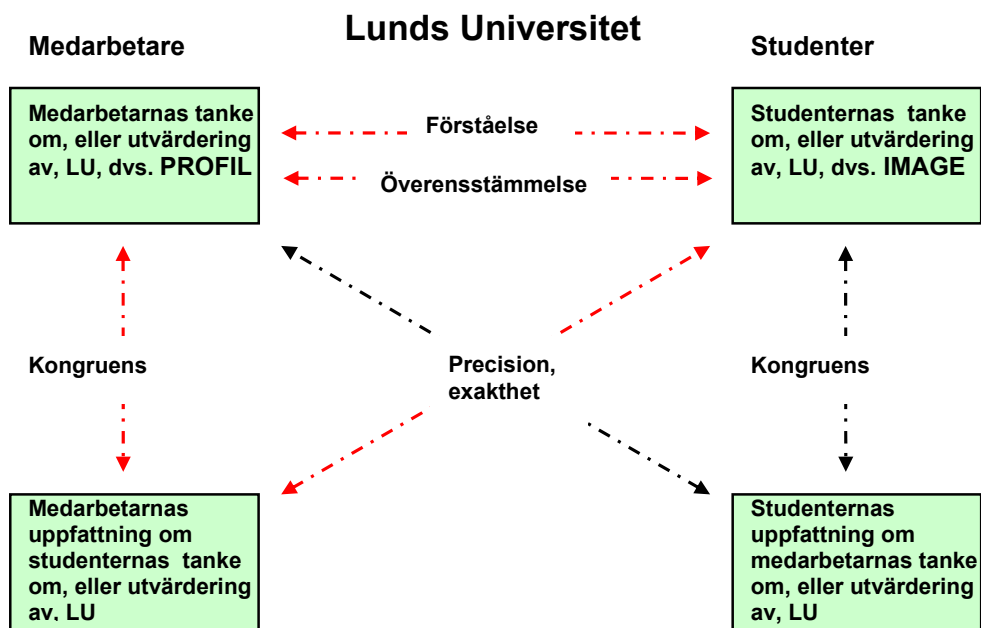 Lunds Universitet
Medarbetare
Studenter
Medarbetarnas tanke
om, eller utvärdering
av, LU, dvs. PROFIL
Förståelse
Överensstämmelse
Studenternas tanke
om, eller utvärdering
av, LU, dvs. IMAGE
Kongruens
Precision,
exakthet
Kongruens
Medarbetarnas
uppfattning om
studenternas tanke
om, eller utvärdering
av, LU
Studenternas
uppfattning om
medarbetarnas tanke
om, eller utvärdering
av, LU